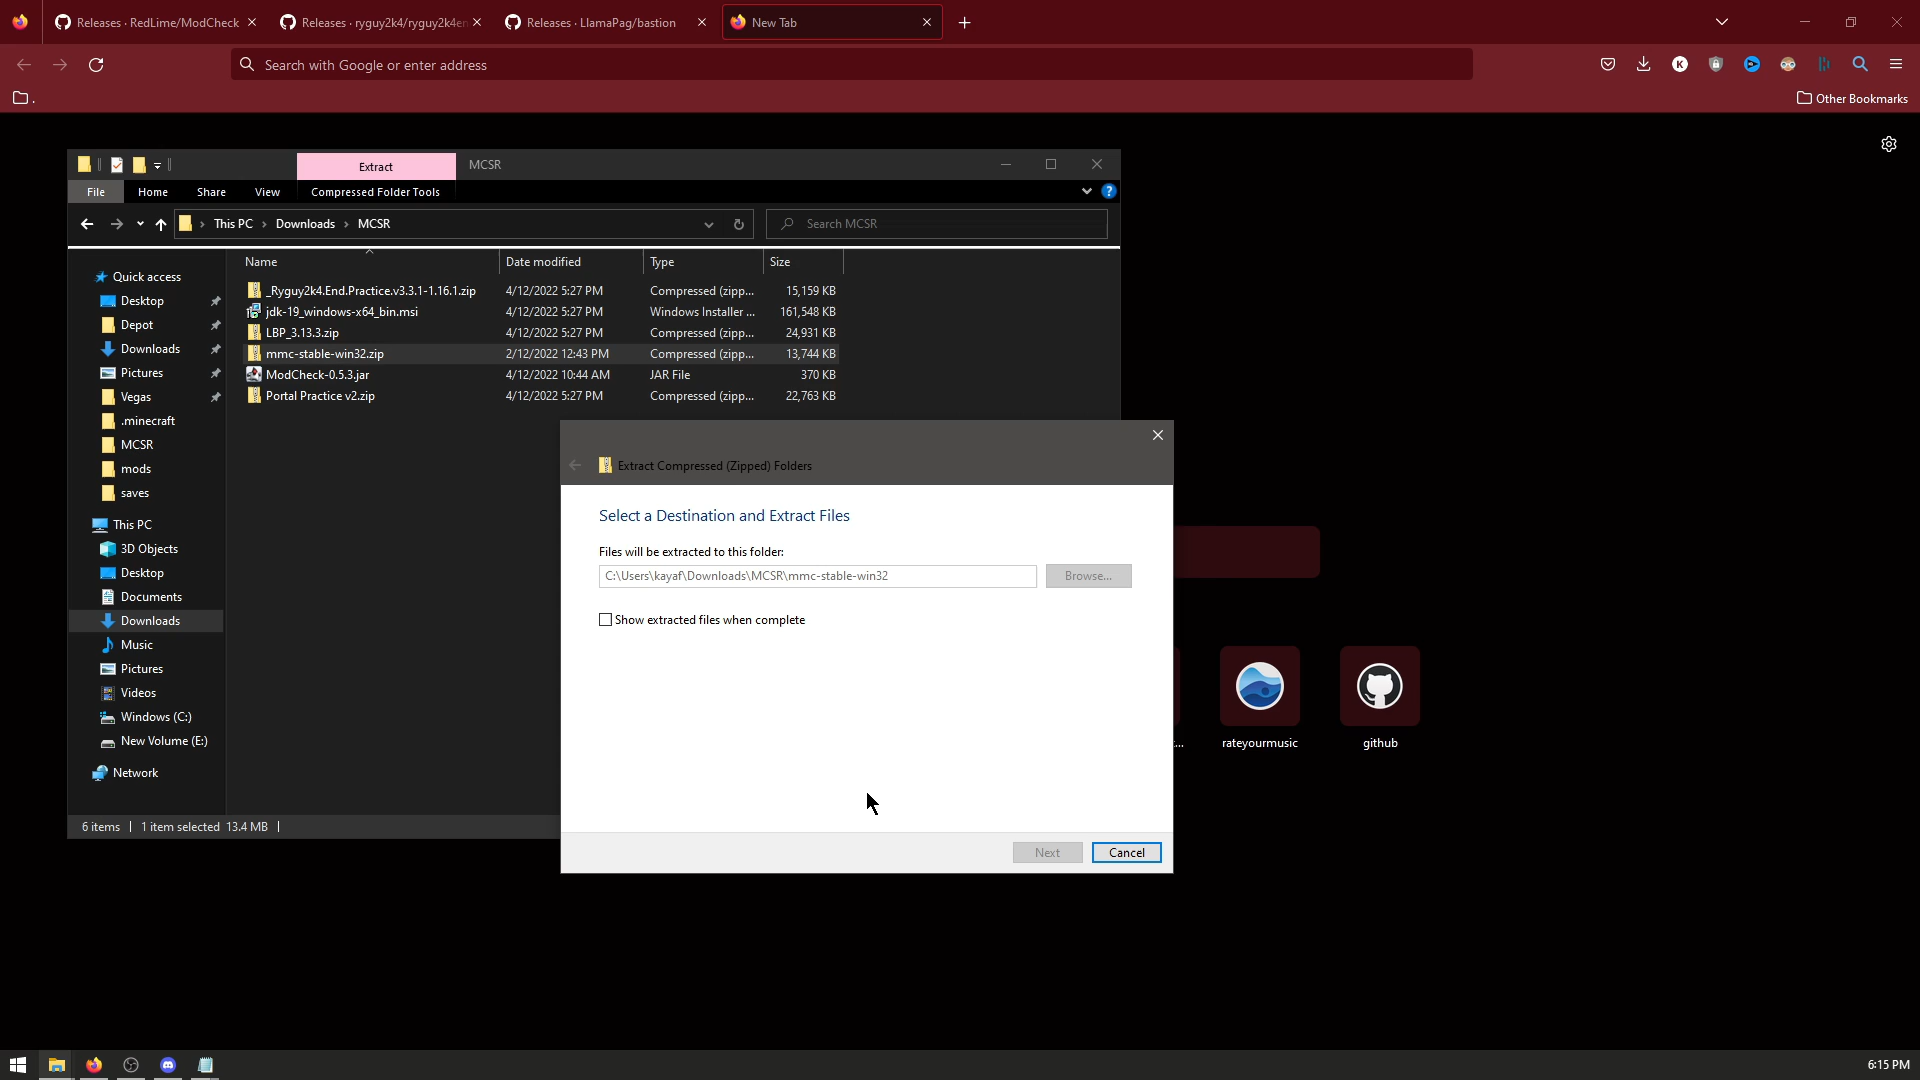 Releases · RedLime/ModCheck
Releases · ryguy2k4/ryguy2k4en
Releases · LlamaPag/bastion
New Tab
Search with Google or enter address
.
Other Bookmarks
Extract
MCSR
File
Home
Share
View
Compressed Folder Tools
This PC
Downloads
MCSR
Search MCSR
Name
Date modified
Type
Size
_Ryguy2k4.End.Practice.v3.3.1-1.16.1.zip 4/12/2022 5:27 PM Compressed (zipp... 15,159 KB
jdk-19_windows-x64_bin.msi 4/12/2022 5:27 PM Windows Installer ... 161,548 KB
LBP_3.13.3.zip 4/12/2022 5:27 PM Compressed (zipp... 24,931 KB
mmc-stable-win32.zip 2/12/2022 12:43 PM Compressed (zipp... 13,744 KB
ModCheck-0.5.3.jar 4/12/2022 10:44 AM JAR File 370 KB
Portal Practice v2.zip 4/12/2022 5:27 PM Compressed (zipp... 22,763 KB
Quick access
Desktop
Depot
Downloads
Pictures
Vegas
.minecraft
MCSR
mods
saves
This PC
3D Objects
Desktop
Documents
Downloads
Music
Pictures
Videos
Windows (C:)
New Volume (E:)
Network
6 items
1 item selected 13.4 MB
Extract Compressed (Zipped) Folders
Select a Destination and Extract Files
Files will be extracted to this folder:
C:\Users\kayaf\Downloads\MCSR\mmc-stable-win32
Browse...
Show extracted files when complete
Next
Cancel
rateyourmusic
github
6:15 PM